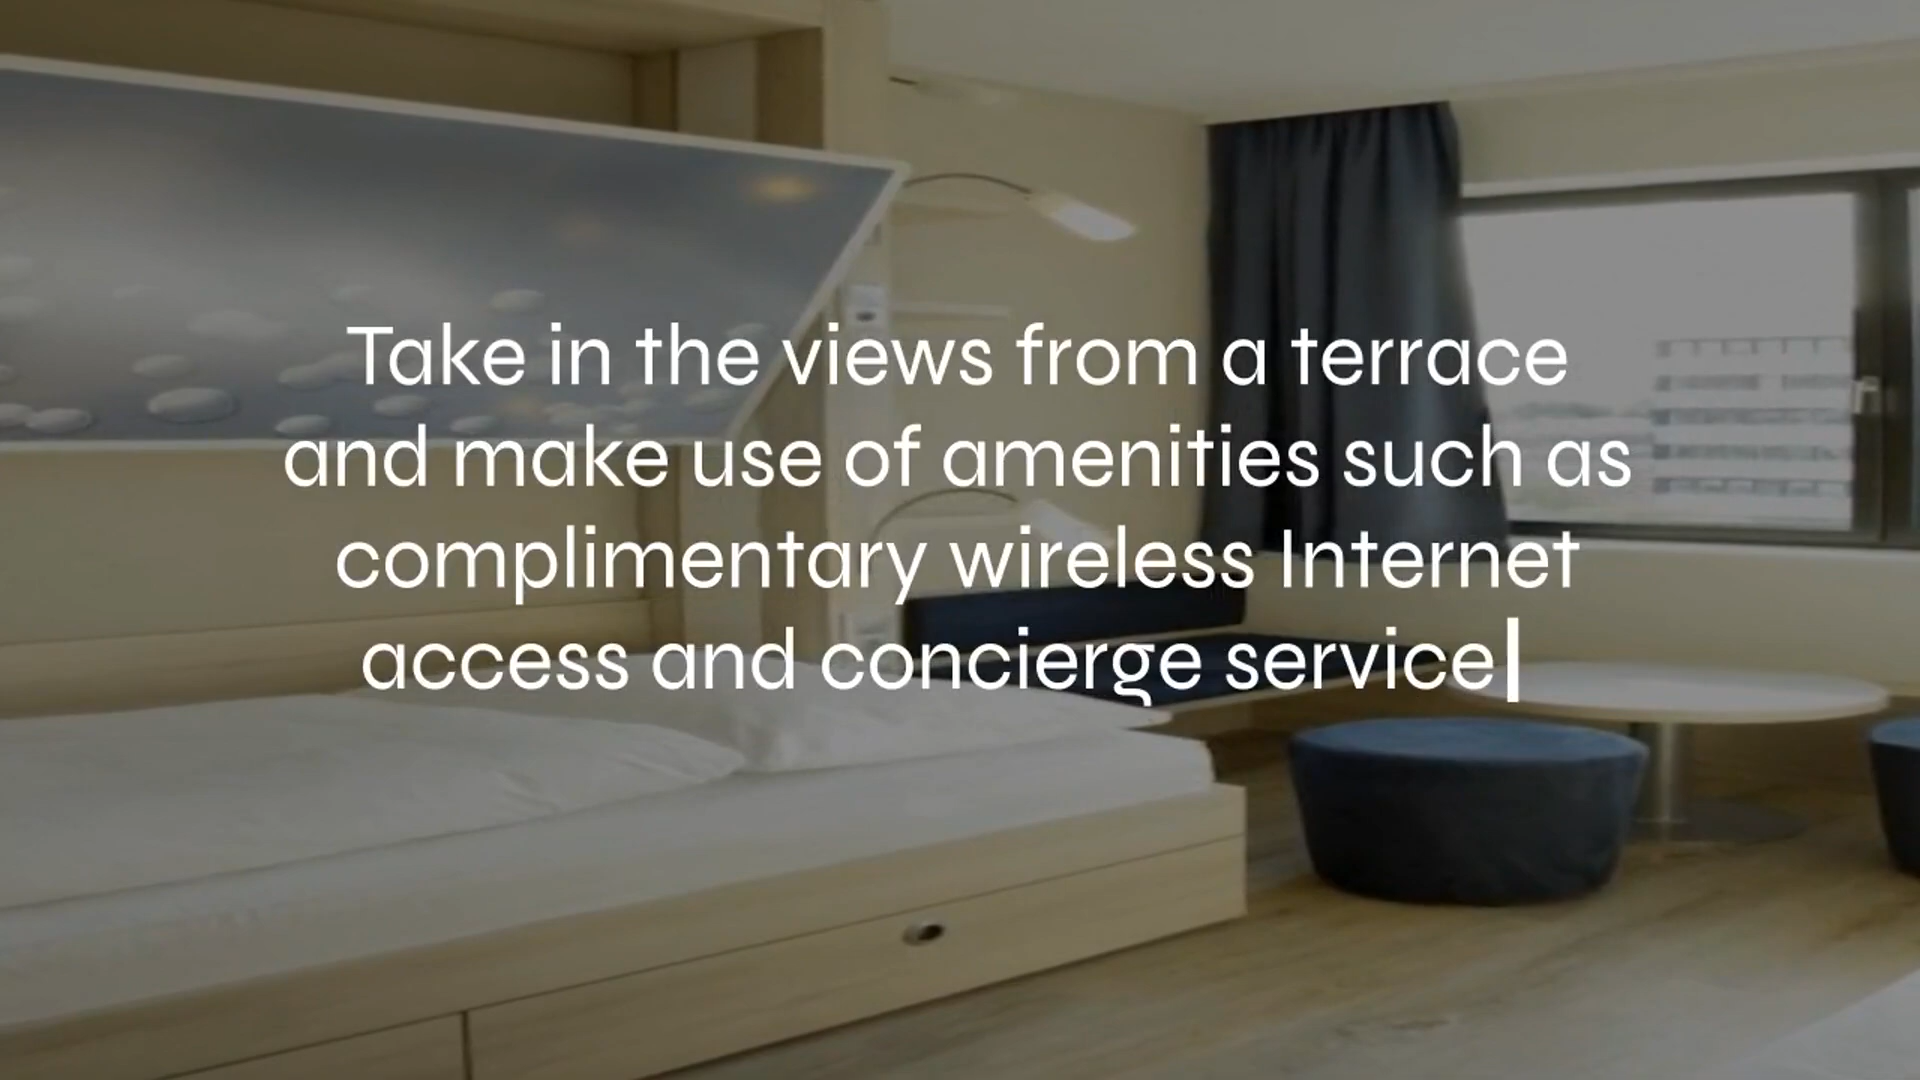 Take in the views from a terrace
and make use of amenities such as
complimentary wireless Internet
access and concierge service